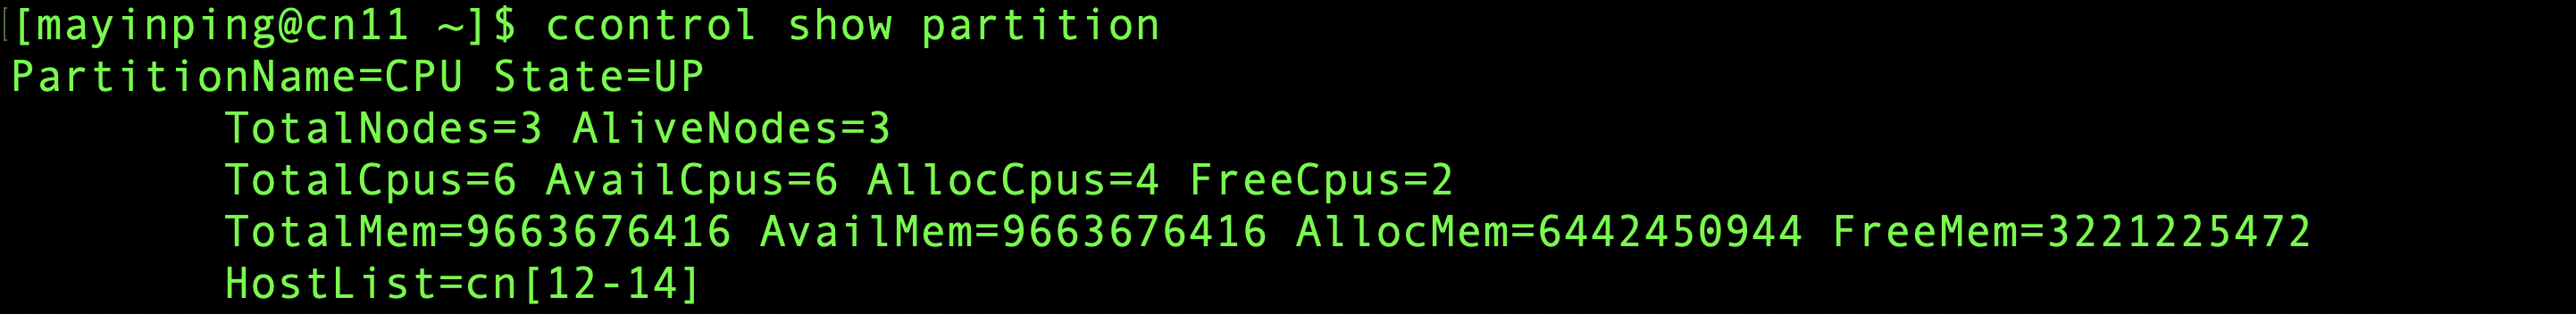 [mayinping@cn11 ~]$ ccontrol show partition
PartitionName=CPU State=UP
TotalNodes=3 AliveNodes=3
TotalCpus=6 AvailCpus=6 AllocCpus=4 FreeCpus=2
TotalMem=9663676416 AvailMem=9663676416 AllocMem=6442450944 FreeMem=3221225472
HostList=cn[12-14]